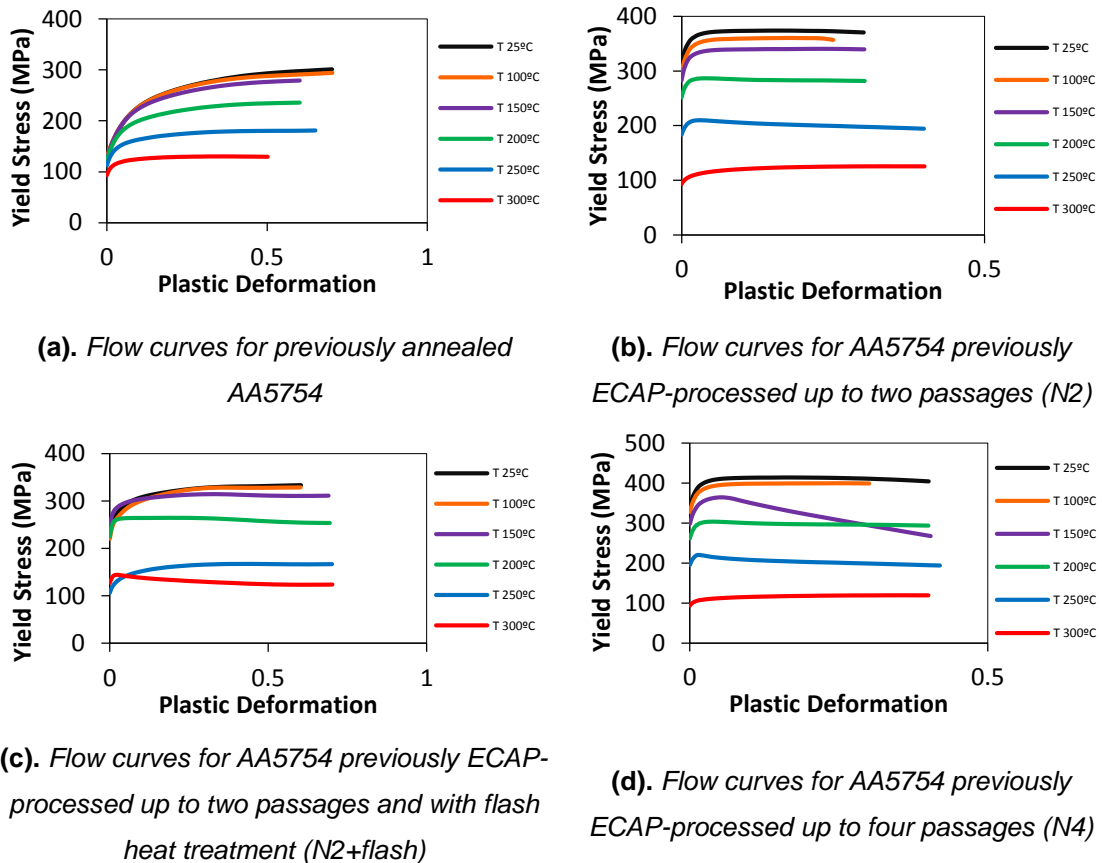 Yield Stress (MPa)
400
300
200
100
0
0
0.5
1
Plastic Deformation
T 25ºC
T 100ºC
T 150ºC
T 200ºC
T 250ºC
T 300ºC
(a). Flow curves for previously annealed
AA5754
Yield Stress (MPa)
400
300
200
100
0
0
0.5
Plastic Deformation
T 25ºC
T 100ºC
T 150ºC
T 200ºC
T 250ºC
T 300ºC
(b). Flow curves for AA5754 previously
ECAP-processed up to two passages (N2)
Yield Stress (MPa)
400
300
200
100
0
0
0.5
1
Plastic Deformation
T 25ºC
T 100ºC
T 150ºC
T 200ºC
T 250ºC
T 300ºC
(c). Flow curves for AA5754 previously ECAP-
processed up to two passages and with flash
heat treatment (N2+flash)
Yield Stress (MPa)
500
400
300
200
100
0
0
0.5
Plastic Deformation
T 25ºC
T 100ºC
T 150ºC
T 200ºC
T 250ºC
T 300ºC
(d). Flow curves for AA5754 previously
ECAP-processed up to four passages (N4)